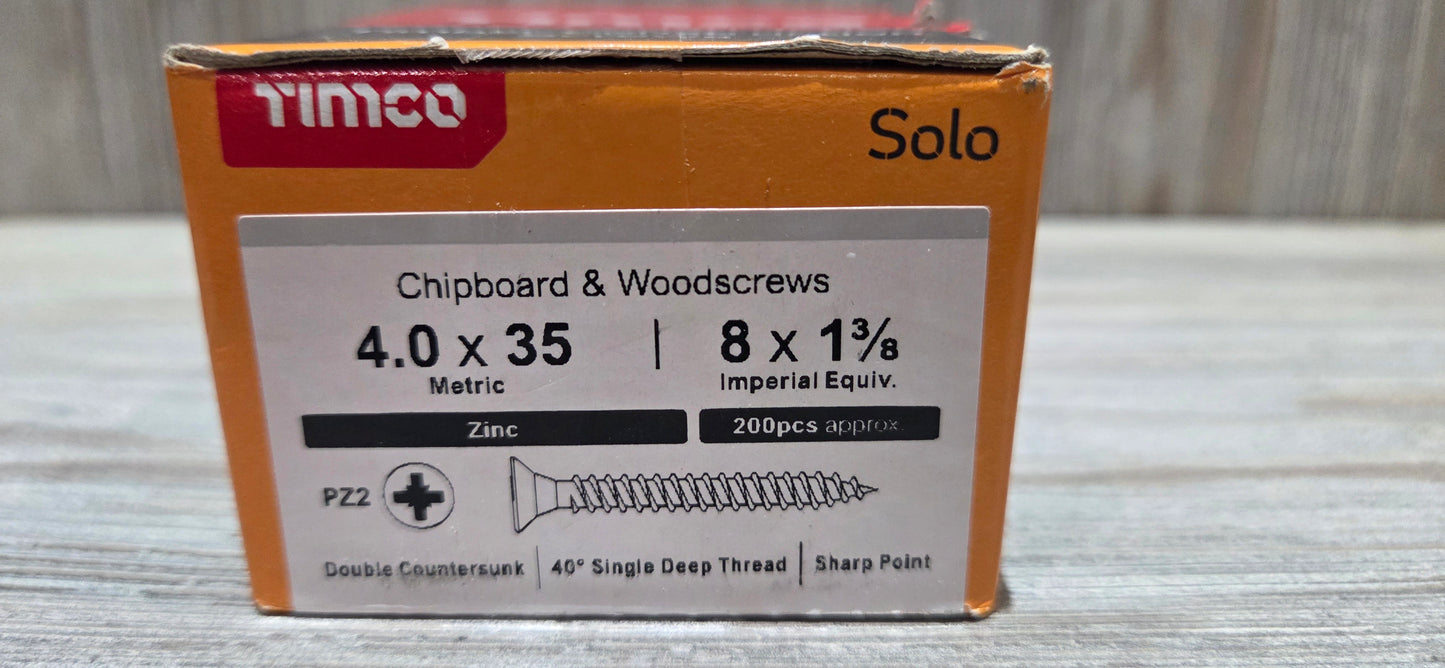 TIMCO
Solo
Chipboard & Woodscrews
4.0 x 35 | 8 x 1⅜
Metric Imperial Equiv.
Zinc 200pcs approx.
PZ2
Double Countersunk | 40° Single Deep Thread | Sharp Point